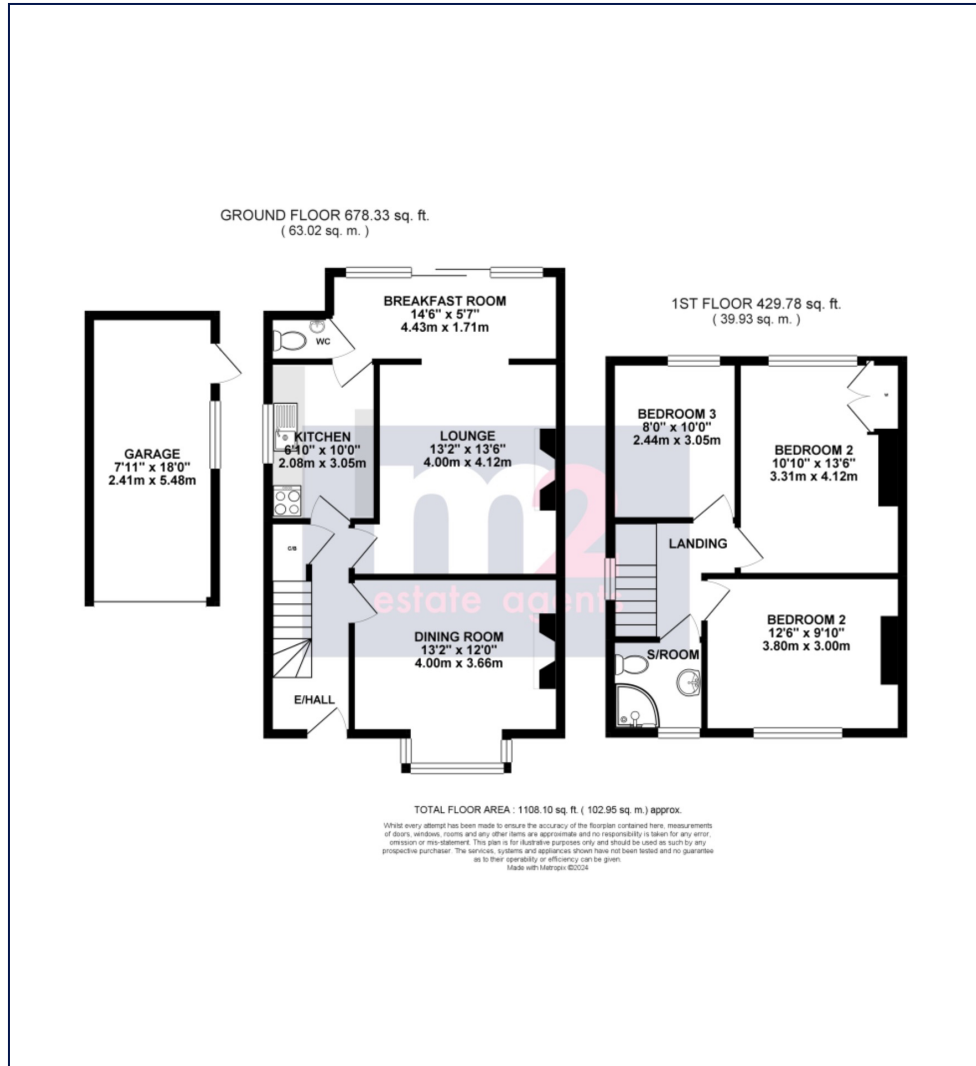 GROUND FLOOR 678.33 sq. ft.
( 63.02 sq. m. )
BREAKFAST ROOM
14'6" x 5'7"
4.43m x 1.71m
WC
KITCHEN
6'10" x 10'0"
2.08m x 3.05m
LOUNGE
13'2" x 13'6"
4.00m x 4.12m
GARAGE
7'11" x 18'0"
2.41m x 5.48m
C/B
DINING ROOM
13'2" x 12'0"
4.00m x 3.66m
E/HALL
1ST FLOOR 429.78 sq. ft.
( 39.93 sq. m. )
BEDROOM 3
8'0" x 10'0"
2.44m x 3.05m
BEDROOM 2
10'10" x 13'6"
3.31m x 4.12m
LANDING
BEDROOM 2
12'6" x 9'10"
3.80m x 3.00m
S/ROOM
m2
estate agents
TOTAL FLOOR AREA : 1108.10 sq. ft. ( 102.95 sq. m.) approx.
Whilst every attempt has been made to ensure the accuracy of the floorplan contained here, measurements
of doors, windows, rooms and any other items are approximate and no responsibility is taken for any error,
omission or mis-statement. This plan is for illustrative purposes only and should be used as such by any
prospective purchaser. The services, systems and appliances shown have not been tested and no guarantee
as to their operability or efficiency can be given.
Made with Metropix ©2024